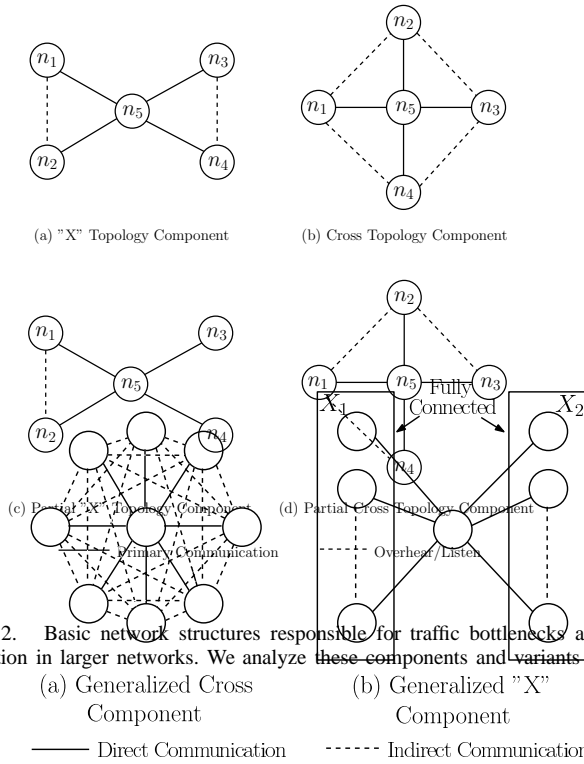 n1 n3
n5
n2 n4
n2
n1 n5 n3
n4
(a) "X" Topology Component
(b) Cross Topology Component
n1 n3
n5
n2 n4
n2
n1 n5 n3
n4
X1
Fully
Connected
X2
(c) Partial "X" Topology Component
(d) Partial Cross Topology Component
Primary Communication
Overhear/Listen
2. Basic network structures responsible for traffic bottlenecks a
tion in larger networks. We analyze these components and variants
(a) Generalized Cross
Component
(b) Generalized "X"
Component
Direct Communication
Indirect Communication